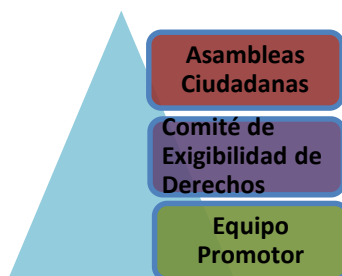 Asambleas
Ciudadanas
Comité de
Exigibilidad de
Derechos
Equipo
Promotor